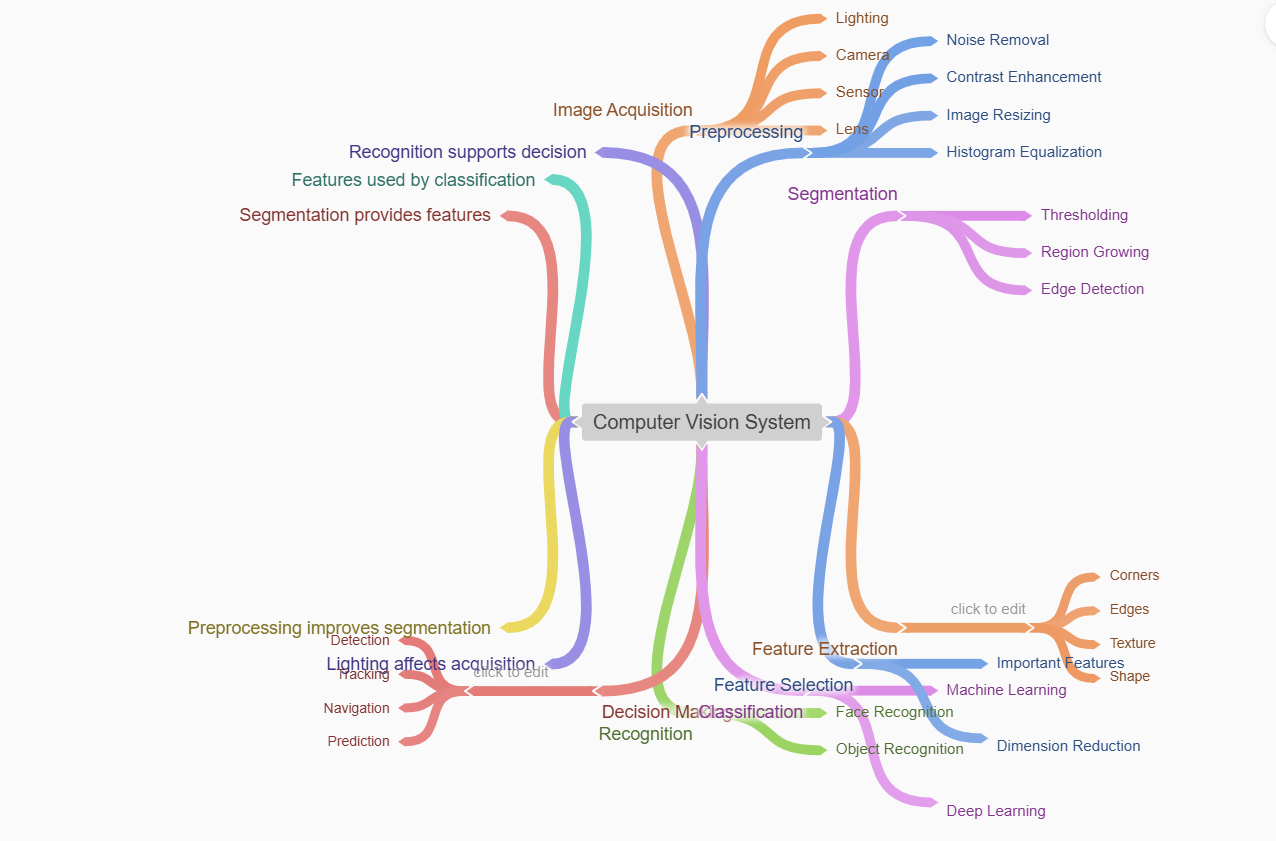 Lighting
Noise Removal
Camera
Contrast Enhancement
Sensor
Image Acquisition
Image Resizing
Preprocessing
Lens
Recognition supports decision
Histogram Equalization
Features used by classification
Segmentation
Segmentation provides features
Thresholding
Region Growing
Edge Detection
Computer Vision System
Corners
click to edit
Edges
Preprocessing improves segmentation
Detection
Texture
Feature Extraction
Lighting affects acquisition
Important Features
click to edit
Tracking
Shape
Feature Selection
Machine Learning
Navigation
Decision Making
Classification
Face Recognition
Recognition
Prediction
Object Recognition
Dimension Reduction
Deep Learning